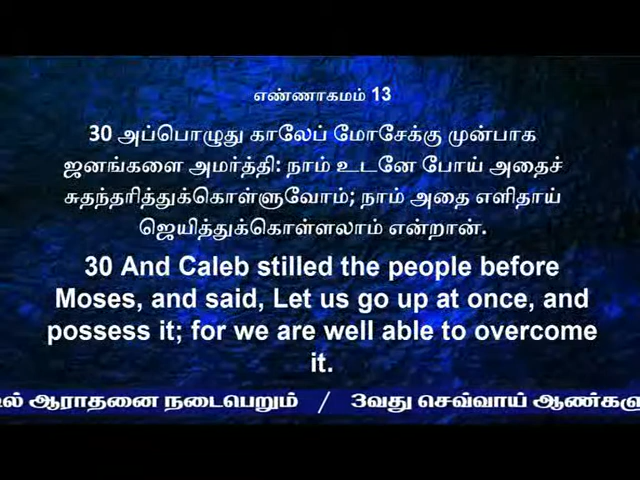 எண்ணாகமம் 13
30 அப்பொழுது காலேப் மோசேக்கு முன்பாக
ஜனங்களை அமர்த்தி: நாம் உடனே போய் அதைச்
சுதந்தரித்துக்கொள்ளுவோம்; நாம் அதை எளிதாய்
ஜெயித்துக்கொள்ளலாம் என்றான்.
30 And Caleb stilled the people before
Moses, and said, Let us go up at once, and
possess it; for we are well able to overcome
it.
ஆராதனை நடைபெறும் / 3வது செவ்வாய்